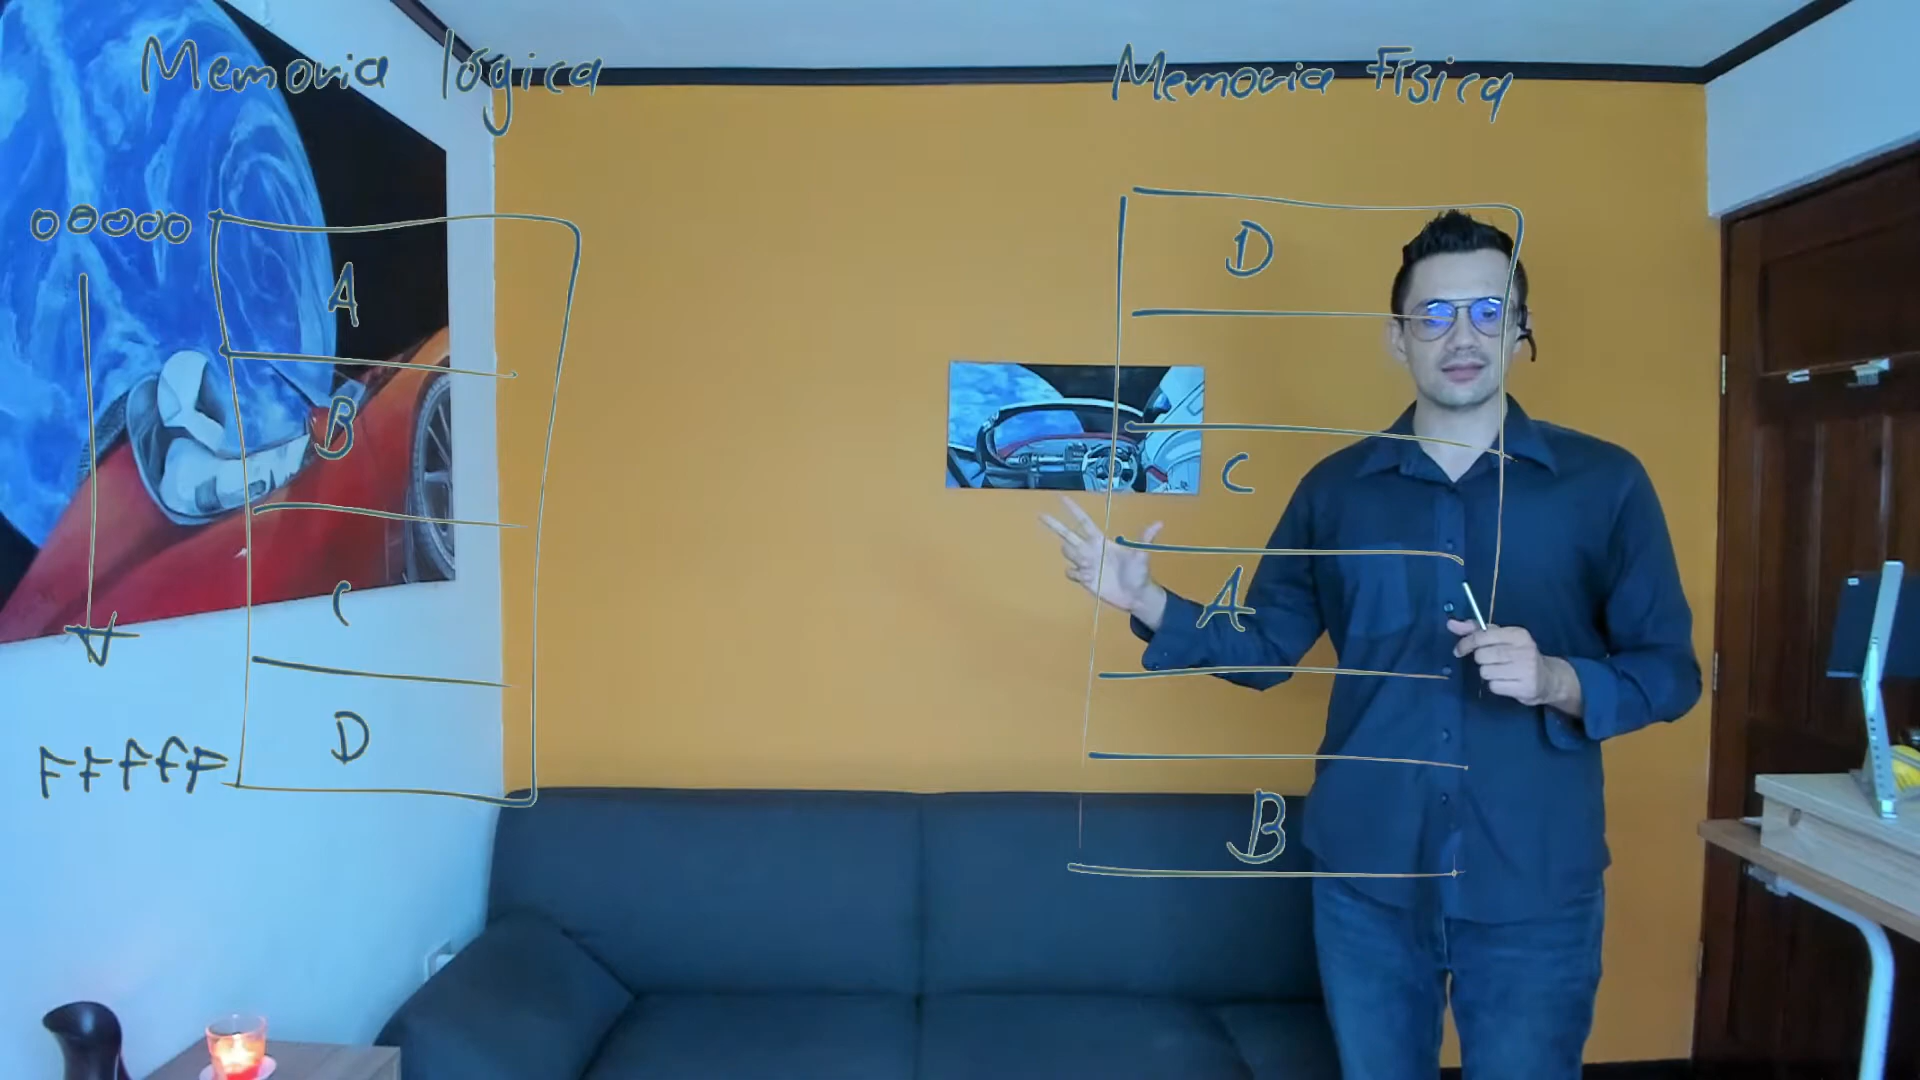 Memoria lógica
00000
A
B
C
D
FFFFF
Memoria Física
D
C
A
B